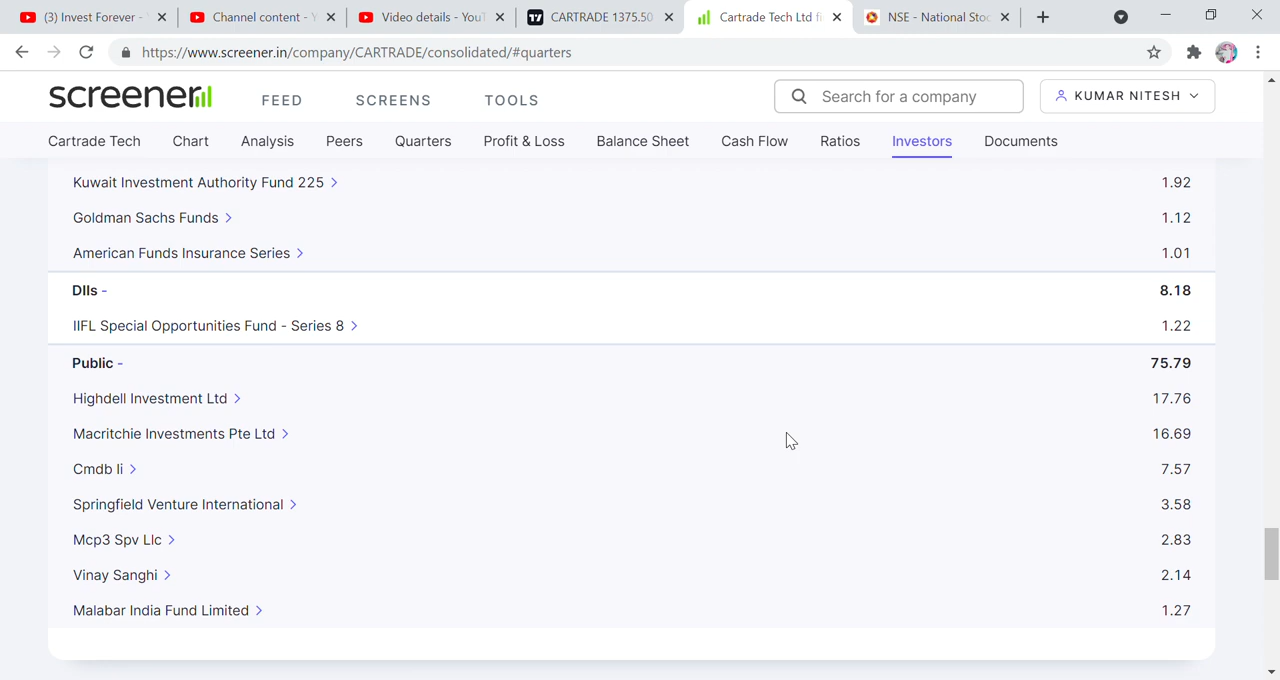 (3) Invest Forever -
Channel content - Y
Video details - YouT
CARTRADE 1375.50
Cartrade Tech Ltd fi
NSE - National Stoc
https://www.screener.in/company/CARTRADE/consolidated/#quarters
screener
FEED
SCREENS
TOOLS
Search for a company
KUMAR NITESH
Cartrade Tech
Chart
Analysis
Peers
Quarters
Profit & Loss
Balance Sheet
Cash Flow
Ratios
Investors
Documents
Kuwait Investment Authority Fund 225 1.92
Goldman Sachs Funds 1.12
American Funds Insurance Series 1.01
DIIs - 8.18
IIFL Special Opportunities Fund - Series 8 1.22
Public - 75.79
Highdell Investment Ltd 17.76
Macritchie Investments Pte Ltd 16.69
Cmdb Ii 7.57
Springfield Venture International 3.58
Mcp3 Spv Llc 2.83
Vinay Sanghi 2.14
Malabar India Fund Limited 1.27